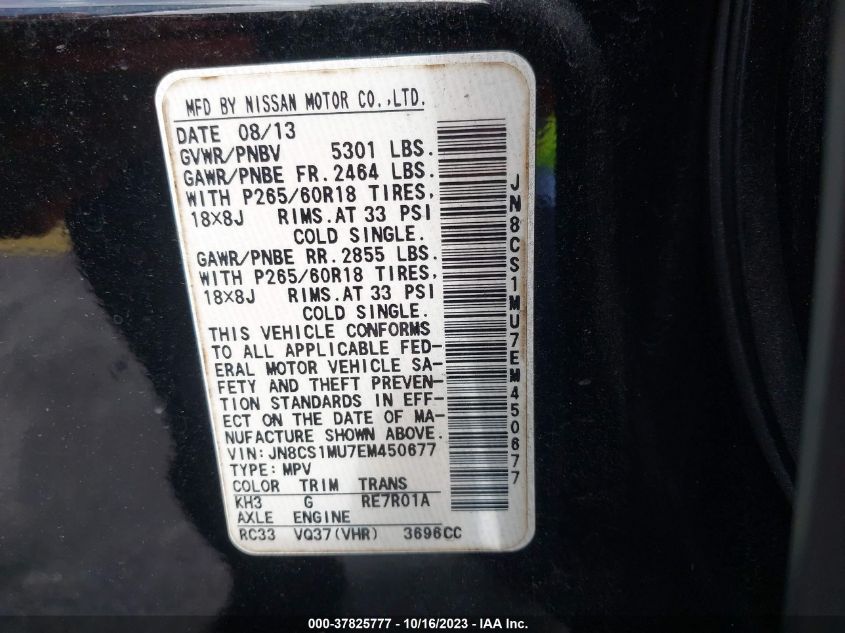 MFD BY NISSAN MOTOR CO.,LTD.
DATE 08/13
GVWR/PNBV 5301 LBS.
GAWR/PNBE FR. 2464 LBS.
WITH P265/60R18 TIRES,
18×8J RIMS.AT 33 PSI
COLD SINGLE.
GAWR/PNBE RR. 2855 LBS.
WITH P265/60R18 TIRES,
18×8J RIMS.AT 33 PSI
COLD SINGLE.
THIS VEHICLE CONFORMS
TO ALL APPLICABLE FED-
ERAL MOTOR VEHICLE SA-
FETY AND THEFT PREVEN-
TION STANDARDS IN EFF-
ECT ON THE DATE OF MA-
NUFACTURE SHOWN ABOVE.
VIN: JN8CS1MU7EM450677
TYPE: MPV
COLOR TRIM TRANS
KH3 G RE7R01A
AXLE ENGINE
RC33 VQ37(VHR) 3696CC
JN8CS1MU7EM450677
000-37825777 - 10/16/2023 - IAA Inc.